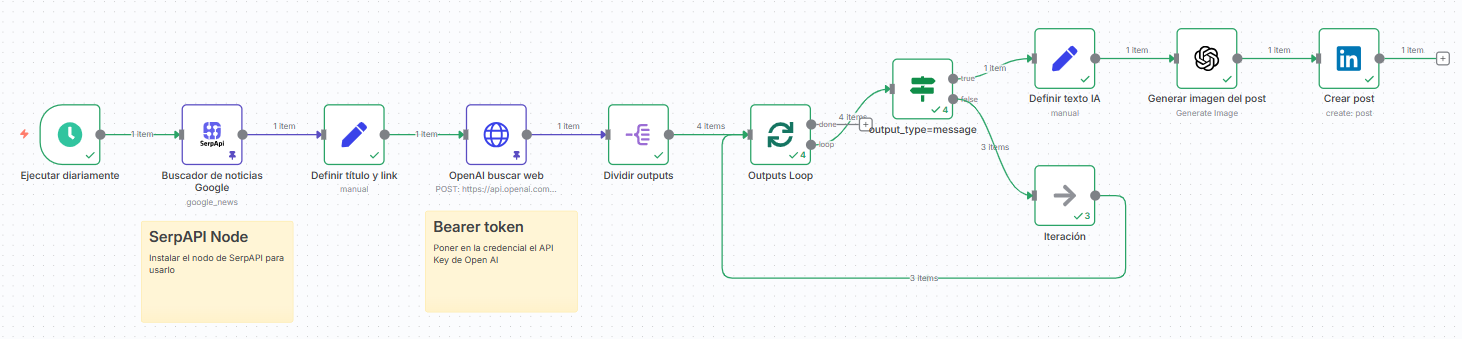 1 item
Ejecutar diariamente
SerpApi
Buscador de noticias
Google
google_news
1 item
Definir título y link
manual
1 item
OpenAI buscar web
POST: https://api.openai.com...
1 item
Dividir outputs
4 items
4
Outputs Loop
done
loop
4 items
4
output_type=message
true
false
1 item
3 items
Definir texto IA
manual
1 item
Generar imagen del post
Generate Image
1 item
in
Crear post
create: post
1 item
3
Iteración
3 items
SerpAPI Node
Instalar el nodo de SerpAPI para
usarlo
Bearer token
Poner en la credencial el API
Key de Open AI